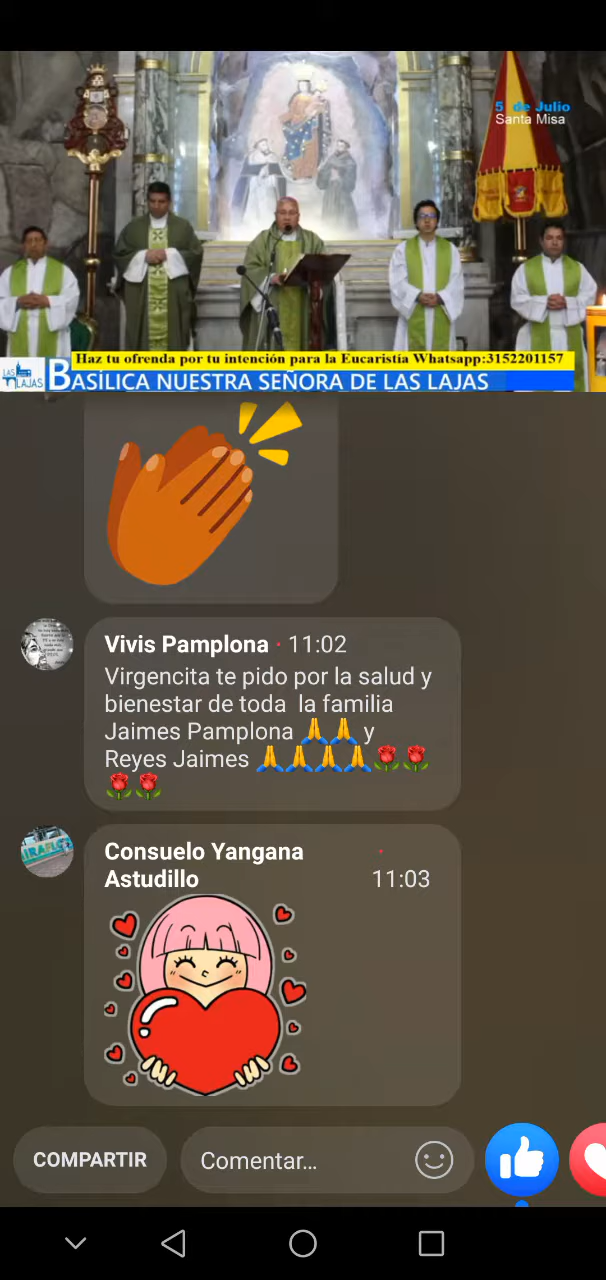 5 de Julio
Santa Misa
Haz tu ofrenda por tu intención para la Eucaristía Whatsapp:3152201157
LAS
LAJAS
BASÍLICA NUESTRA SEÑORA DE LAS LAJAS
Vivis Pamplona · 11:02
Virgencita te pido por la salud y
bienestar de toda la familia
Jaimes Pamplona 🙏🙏 y
Reyes Jaimes 🙏🙏🙏🙏🌹🌹
🌹🌹
Consuelo Yangana ·
Astudillo 11:03
COMPARTIR
Comentar...